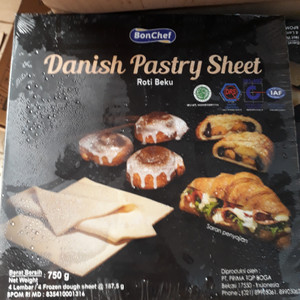 BonChef
Danish Pastry Sheet
Roti Beku
Saran penyajian
Berat Bersih : 750 g
Net Weight
4 Lembar / 4 Frozen dough sheet @ 187,5 g
BPOM RI MD : 835410001314
Diproduksi oleh :
PT. PRIMA TOP BOGA
Bekasi 17530 - Indonesia